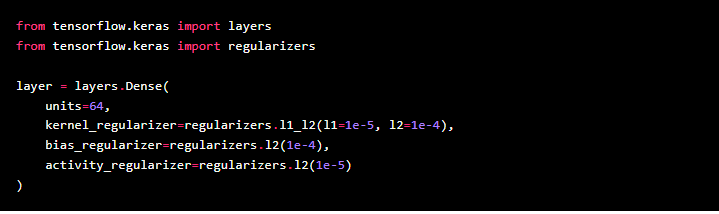 from tensorflow.keras import layers
from tensorflow.keras import regularizers
layer = layers.Dense(
    units=64,
    kernel_regularizer=regularizers.l1_l2(l1=1e-5, l2=1e-4),
    bias_regularizer=regularizers.l2(1e-4),
    activity_regularizer=regularizers.l2(1e-5)
)